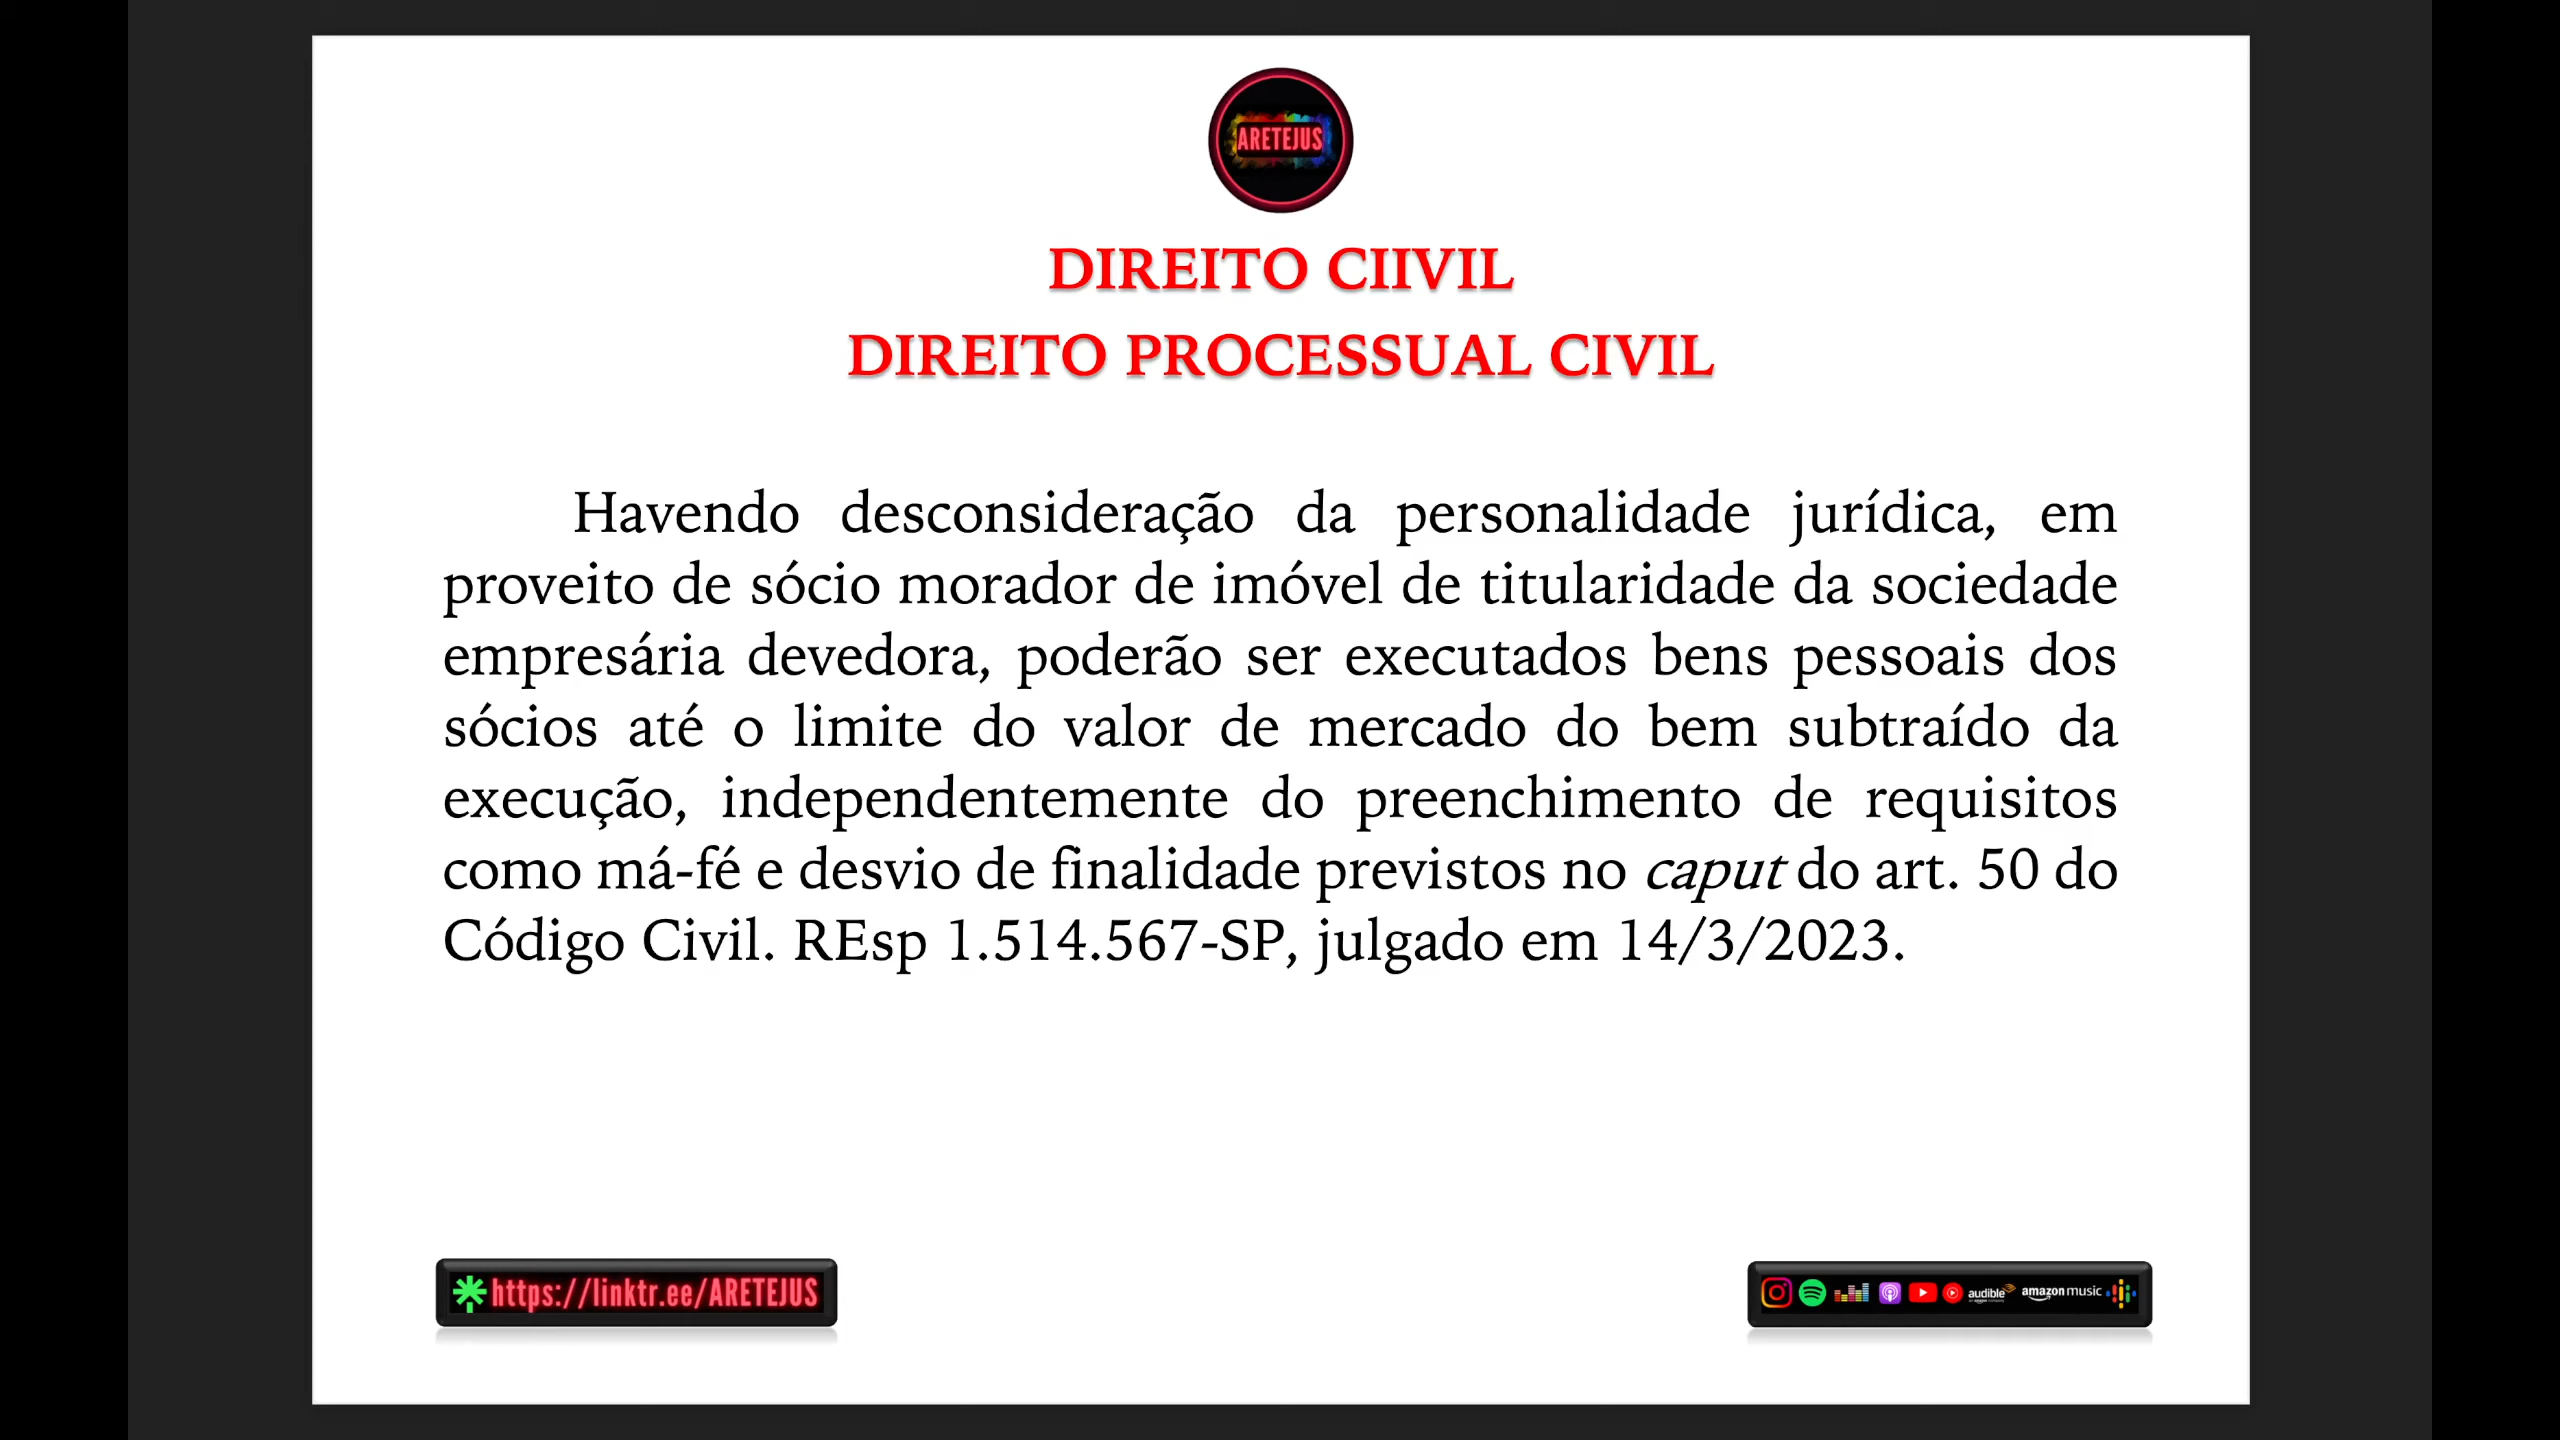 ARETEJUS
DIREITO CIIVIL
DIREITO PROCESSUAL CIVIL
Havendo desconsideração da personalidade jurídica, em
proveito de sócio morador de imóvel de titularidade da sociedade
empresária devedora, poderão ser executados bens pessoais dos
sócios até o limite do valor de mercado do bem subtraído da
execução, independentemente do preenchimento de requisitos
como má-fé e desvio de finalidade previstos no caput do art. 50 do
Código Civil. REsp 1.514.567-SP, julgado em 14/3/2023.
https://linktr.ee/ARETEJUS
audible amazon music